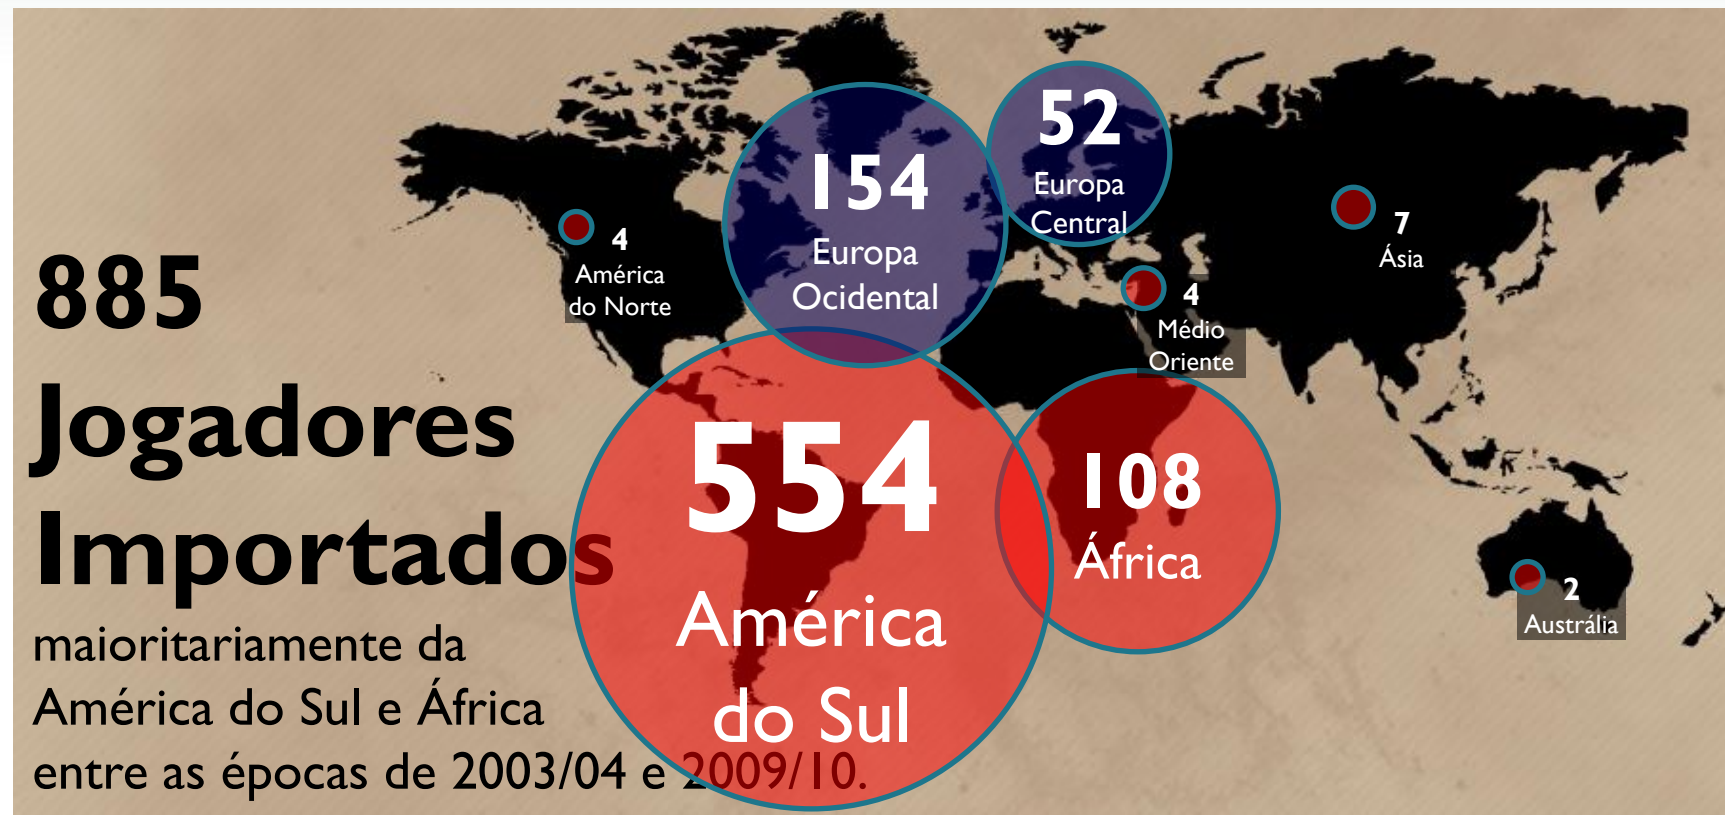 885
Jogadores
Importados
maioritariamente da
América do Sul e África
entre as épocas de 2003/04 e 2009/10.
4
América
do Norte
154
Europa
Ocidental
52
Europa
Central
7
Ásia
4
Médio
Oriente
554
América
do Sul
108
África
2
Austrália